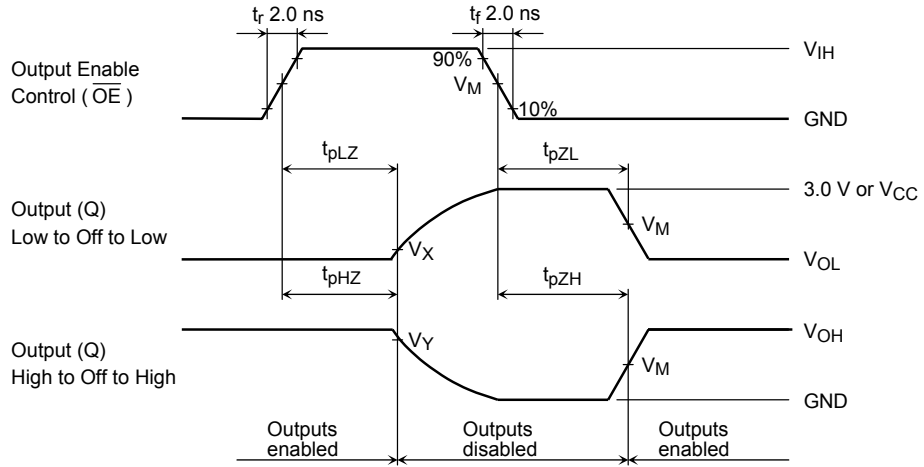 tr 2.0 ns
tf 2.0 ns
Output Enable
Control ( OE )
90%
VM
10%
VIH
GND
tpLZ
tpZL
Output (Q)
Low to Off to Low
VX
VM
3.0 V or VCC
VOL
tpHZ
tpZH
Output (Q)
High to Off to High
VY
VM
VOH
GND
Outputs
enabled
Outputs
disabled
Outputs
enabled